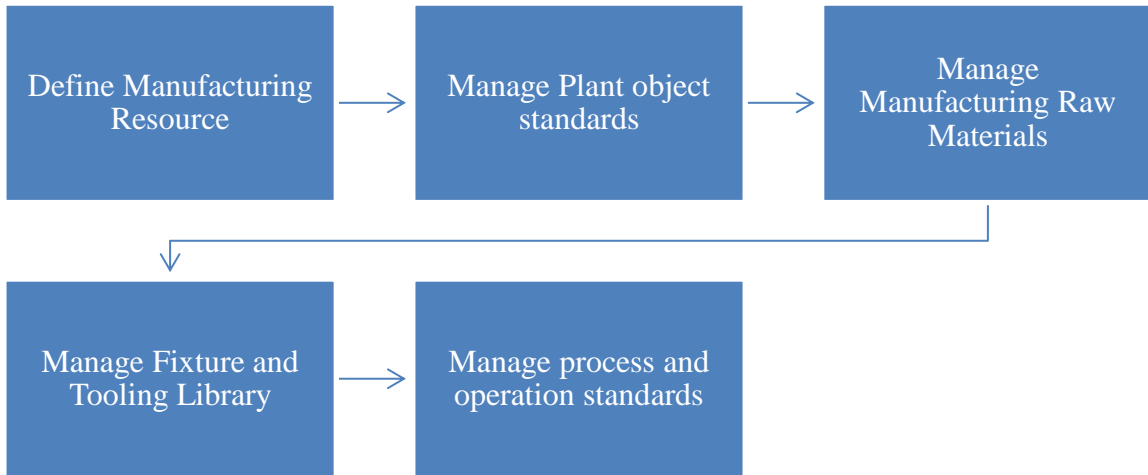 Define Manufacturing
Resource
Manage Plant object
standards
Manage
Manufacturing Raw
Materials
Manage Fixture and
Tooling Library
Manage process and
operation standards